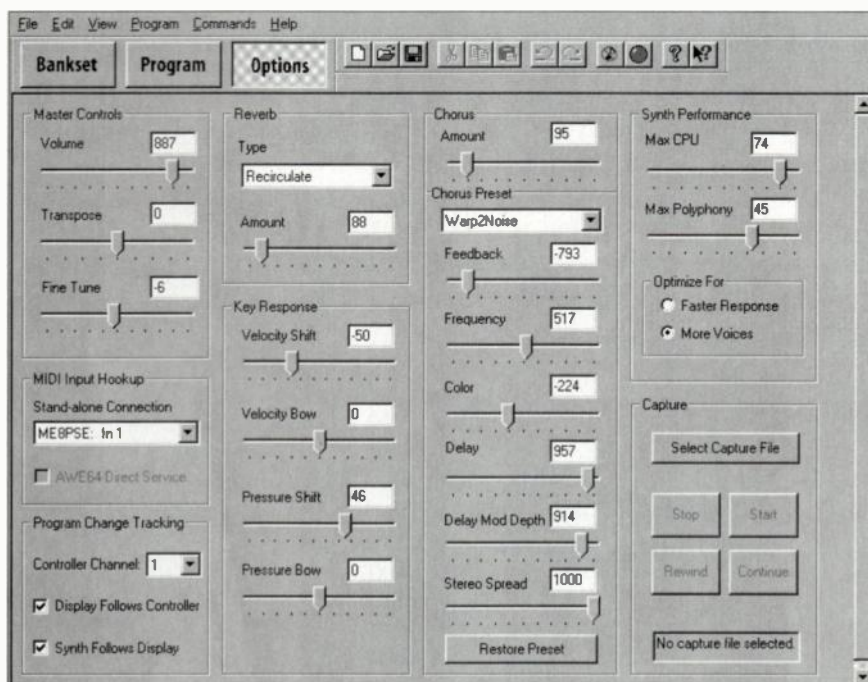 File Edit View Program Commands Help
Bankset Program Options
Master Controls
Volume 887
Transpose 0
Fine Tune -6
MIDI Input Hookup
Stand-alone Connection
ME8PSE: In 1
AWE64 Direct Service
Program Change Tracking
Controller Channel: 1
Display Follows Controller
Synth Follows Display
Reverb
Type
Recirculate
Amount 88
Key Response
Velocity Shift -50
Velocity Bow 0
Pressure Shift 46
Pressure Bow 0
Chorus
Amount 95
Chorus Preset
Warp2Noise
Feedback -793
Frequency 517
Color -224
Delay 957
Delay Mod Depth 914
Stereo Spread 1000
Restore Preset
Synth Performance
Max CPU 74
Max Polyphony 45
Optimize For
Faster Response
More Voices
Capture
Select Capture File
Stop Start
Rewind Continue
No capture file selected.